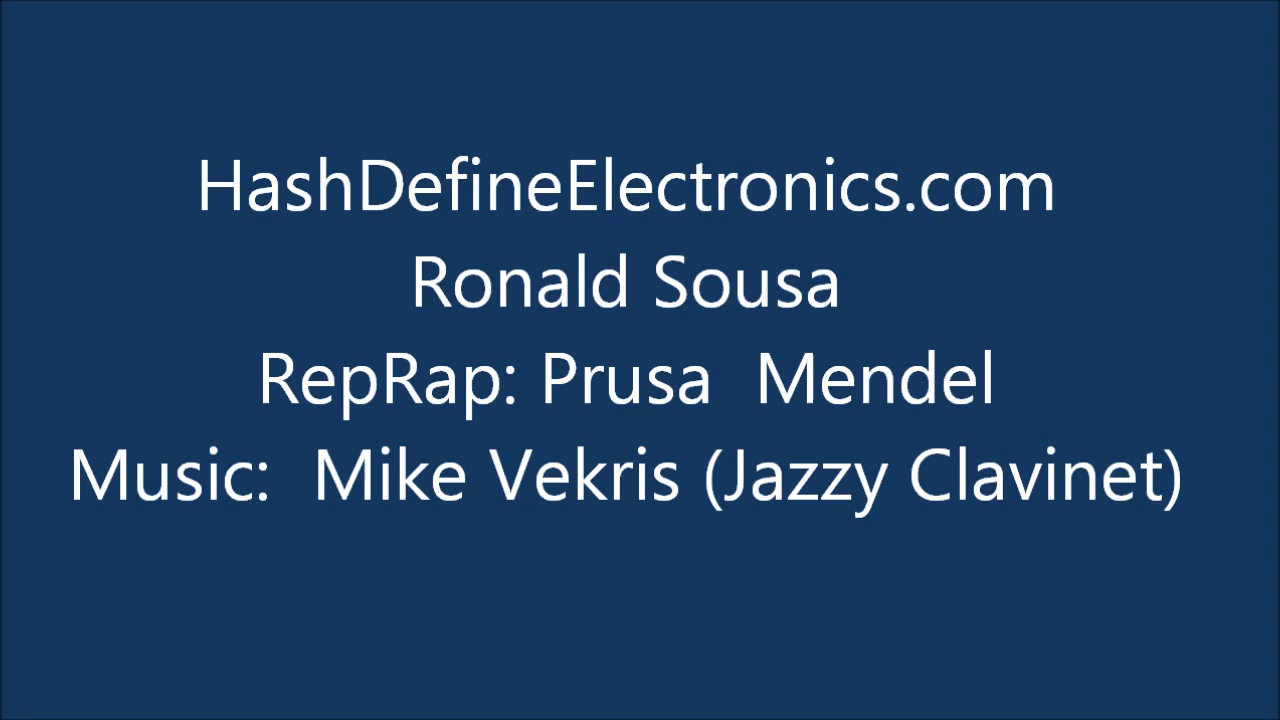 HashDefineElectronics.com
Ronald Sousa
RepRap: Prusa  Mendel
Music:  Mike Vekris (Jazzy Clavinet)